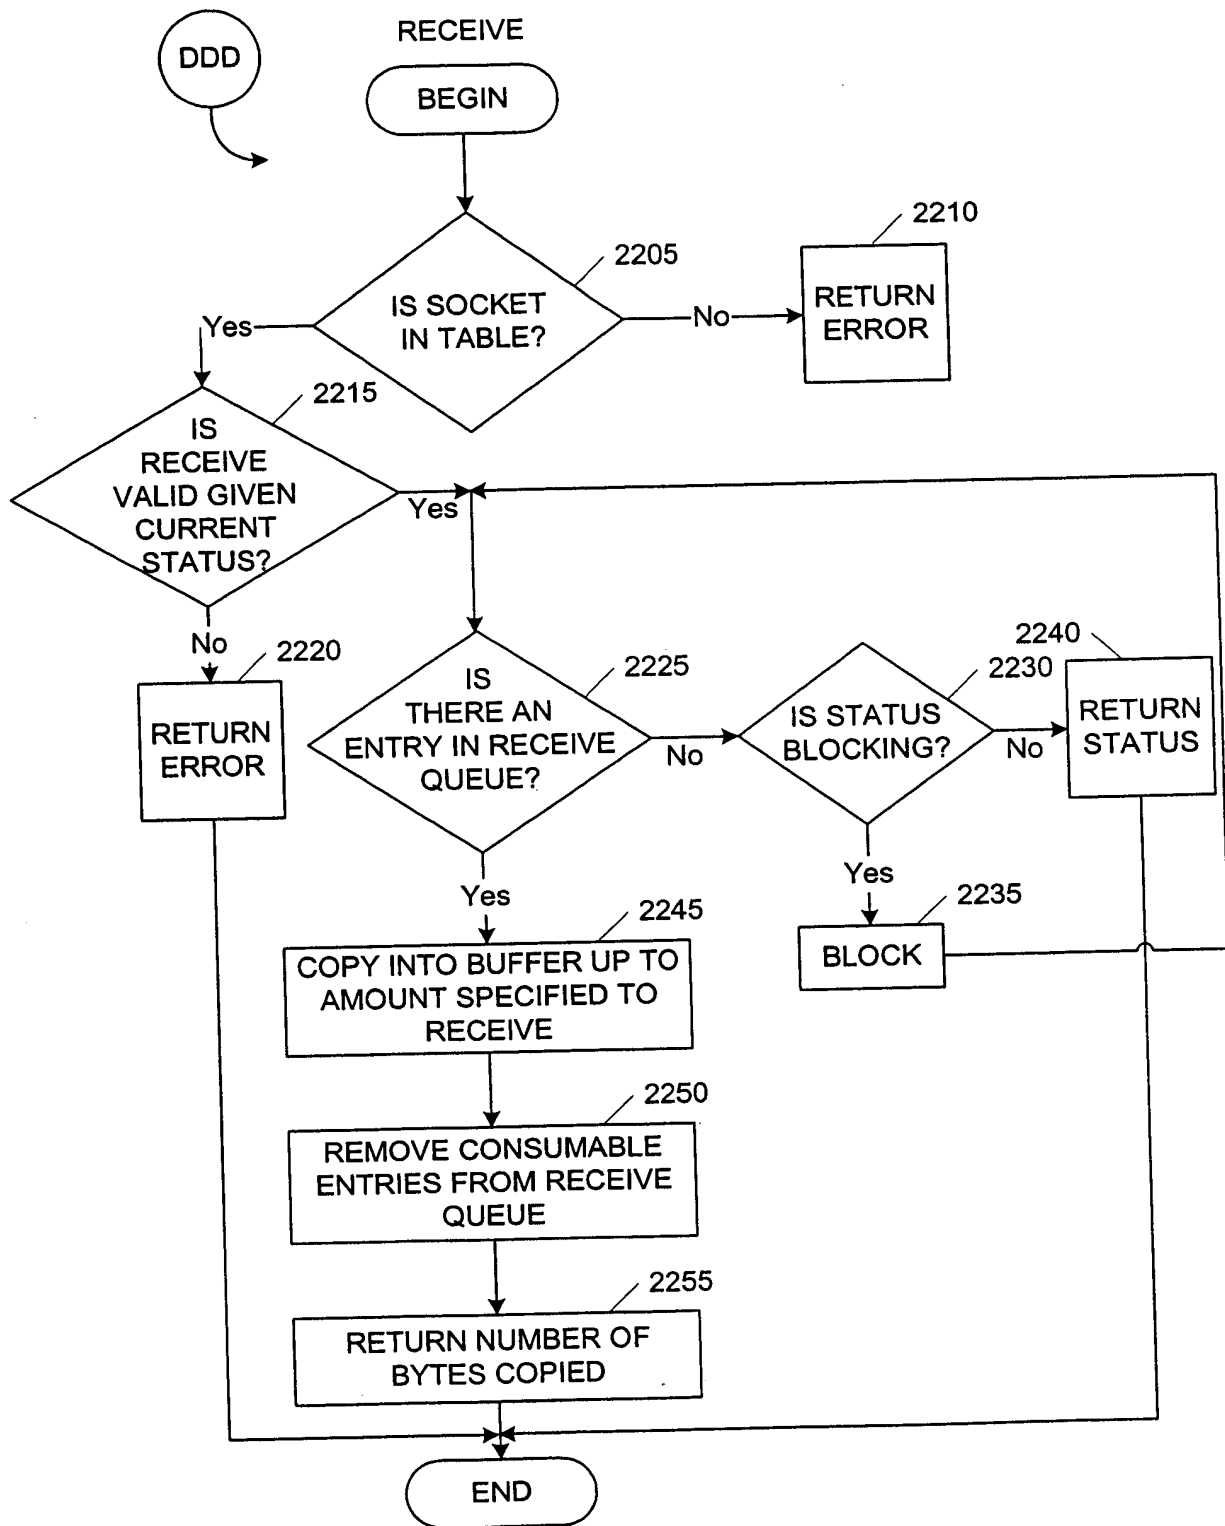 DDD
RECEIVE
BEGIN
2205
IS SOCKET
IN TABLE?
2210
RETURN
ERROR
Yes
No
2215
IS
RECEIVE
VALID GIVEN
CURRENT
STATUS?
Yes
No
2220
RETURN
ERROR
2225
IS
THERE AN
ENTRY IN RECEIVE
QUEUE?
No
2230
IS STATUS
BLOCKING?
No
2240
RETURN
STATUS
Yes
Yes
2235
BLOCK
2245
COPY INTO BUFFER UP TO
AMOUNT SPECIFIED TO
RECEIVE
2250
REMOVE CONSUMABLE
ENTRIES FROM RECEIVE
QUEUE
2255
RETURN NUMBER OF
BYTES COPIED
END